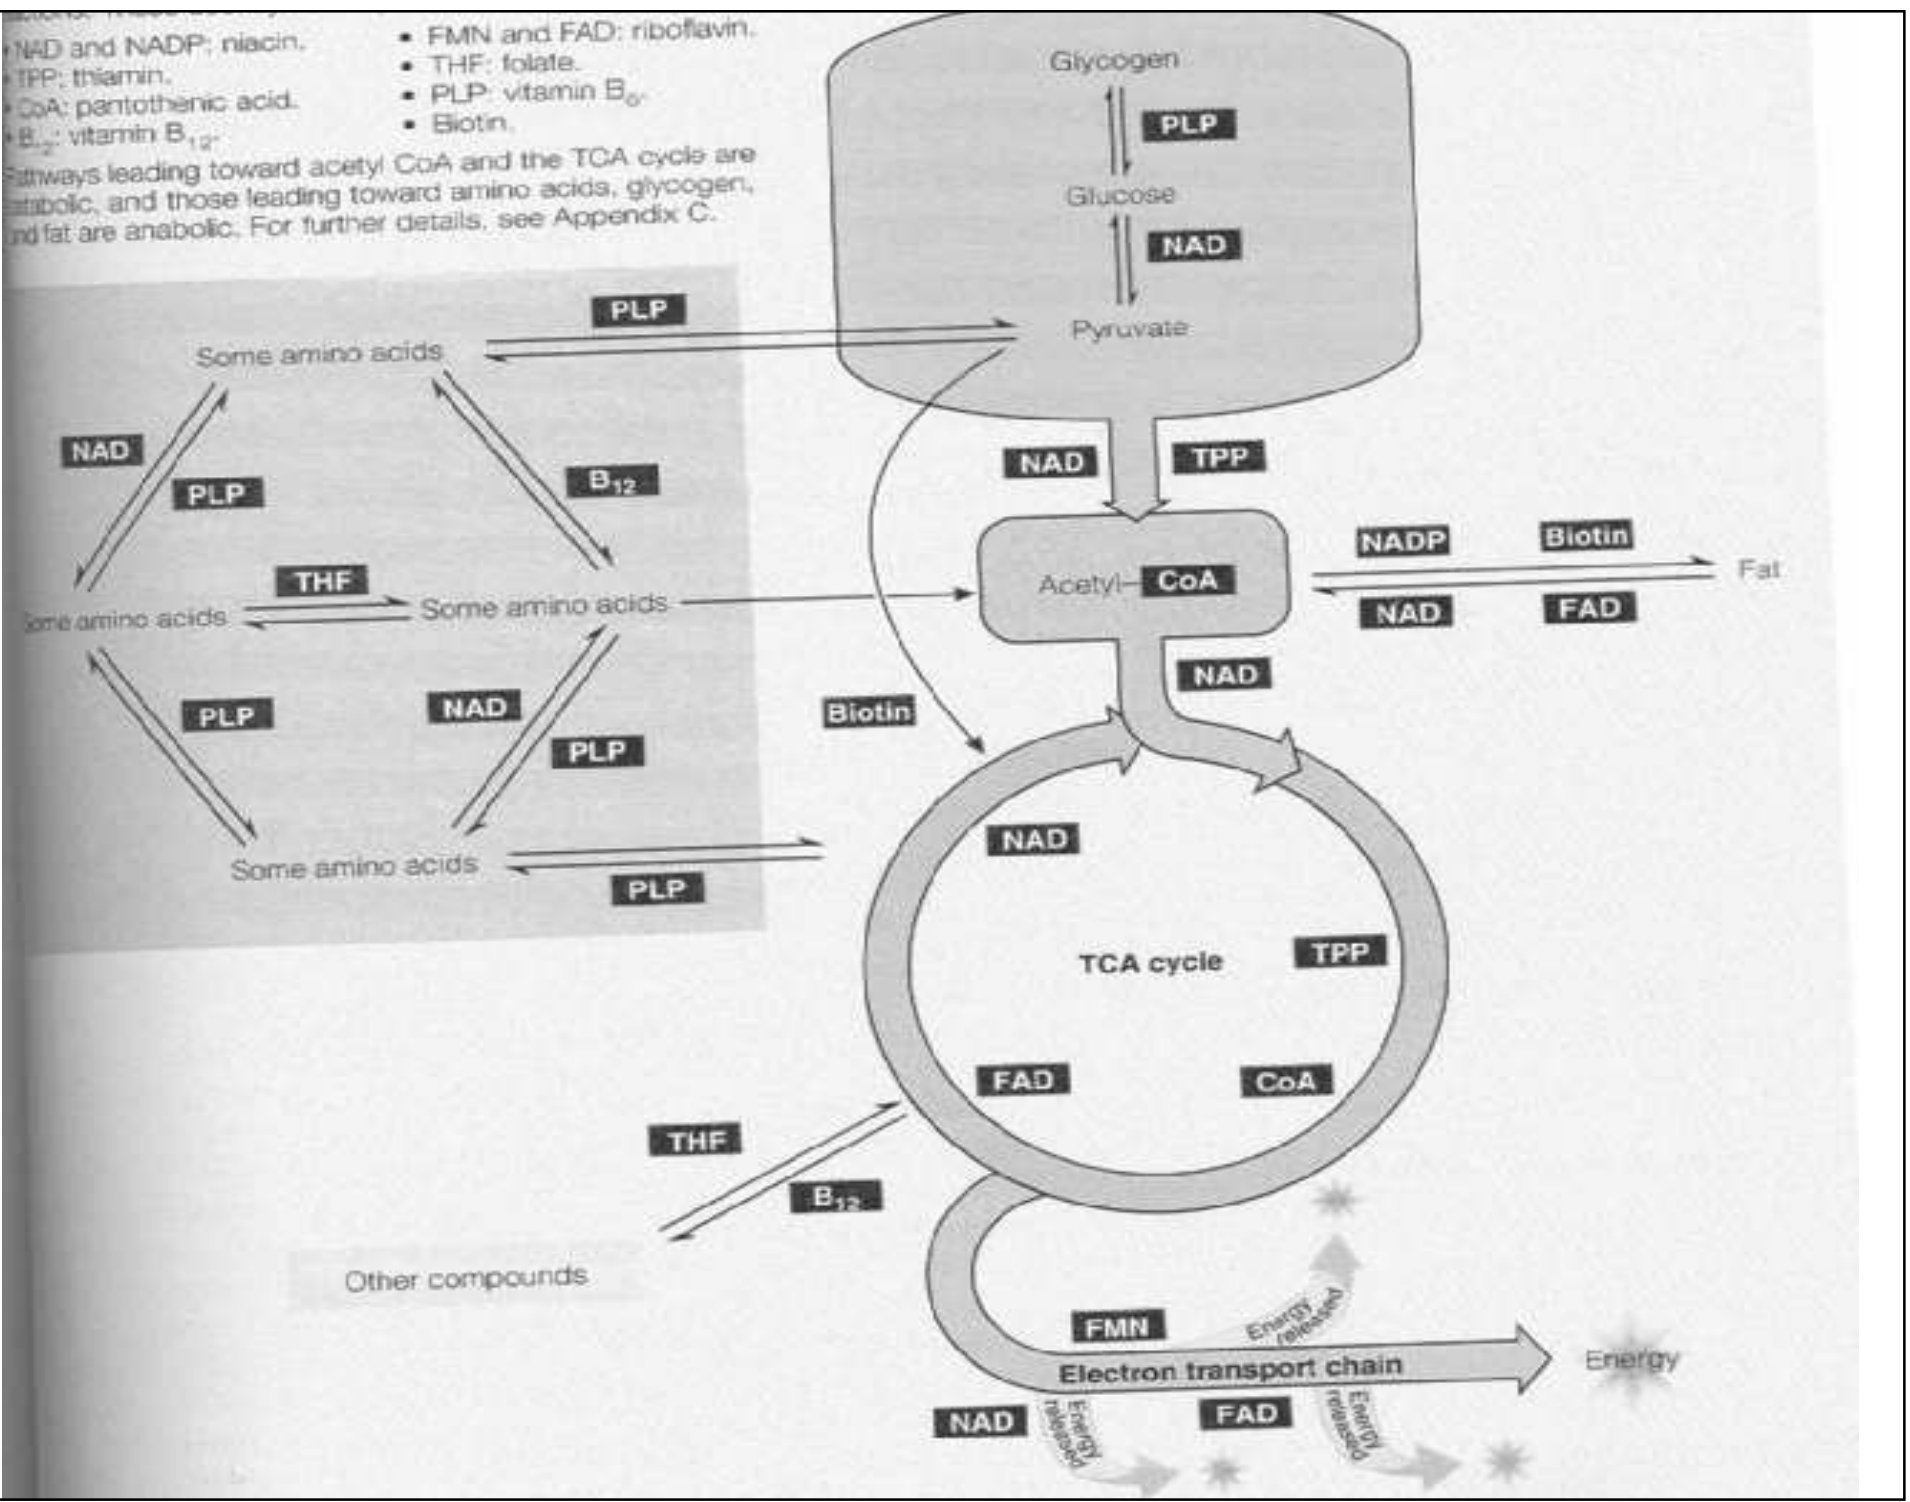 NAD and NADP: niacin.
TPP: thiamin.
CoA: pantothenic acid.
B12: vitamin B12.
• FMN and FAD: riboflavin.
• THF: folate.
• PLP: vitamin B6.
• Biotin.
leading toward acetyl CoA and the TCA cycle are
and those leading toward amino acids, glycogen,
fat are anabolic. For further details, see Appendix C.
Glycogen
PLP
Glucose
NAD
Pyruvate
PLP
Some amino acids
NAD
PLP
B12
NAD
TPP
THF
Some amino acids
Some amino acids
Acetyl–CoA
NADP
Biotin
Fat
NAD
FAD
NAD
PLP
NAD
PLP
Biotin
Some amino acids
PLP
NAD
TCA cycle
TPP
FAD
CoA
THF
B12
Other compounds
FMN
Energy
released
Electron transport chain
Energy
NAD
Energy
released
FAD
Energy
released